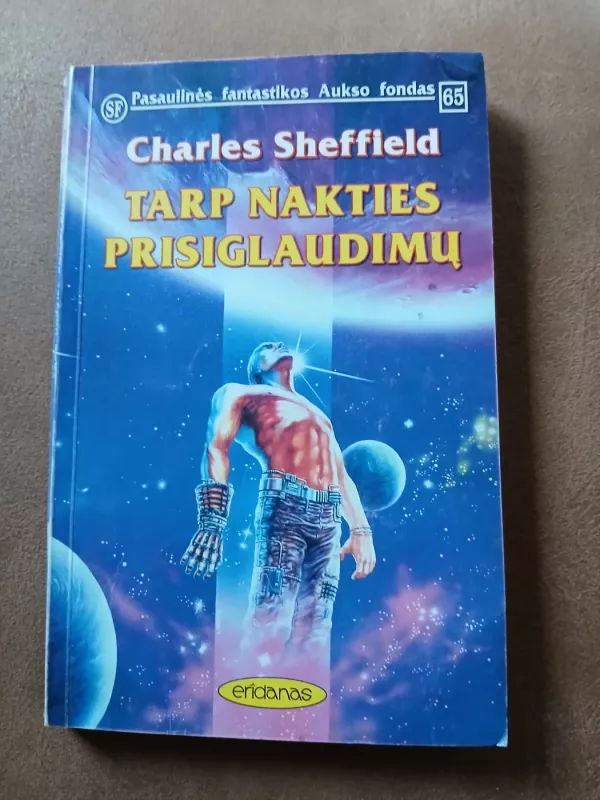 SF Pasaulinės fantastikos Aukso fondas 65
Charles Sheffield
TARP NAKTIES
PRISIGLAUDIMŲ
eridanas